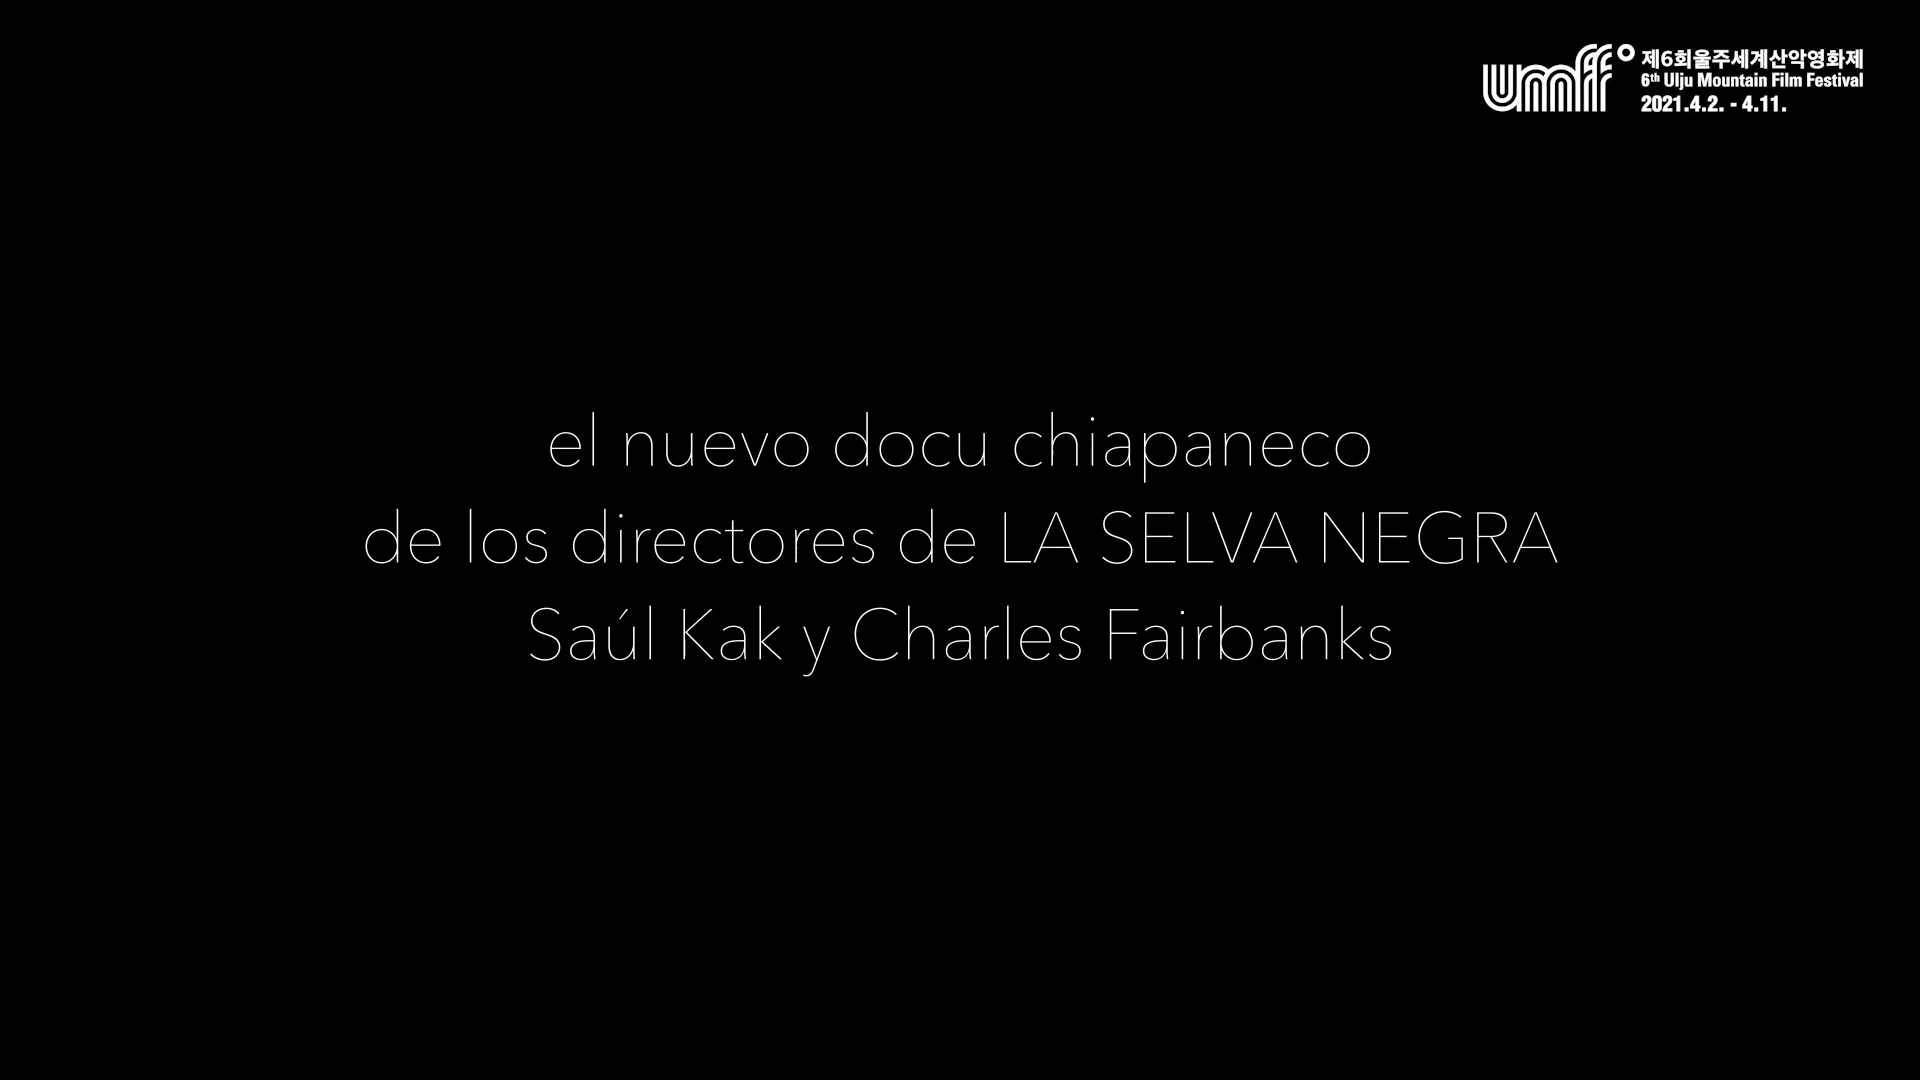 umff°
제6회울주세계산악영화제
6th Ulju Mountain Film Festival
2021.4.2. - 4.11.
el nuevo docu chiapaneco
de los directores de LA SELVA NEGRA
Saúl Kak y Charles Fairbanks